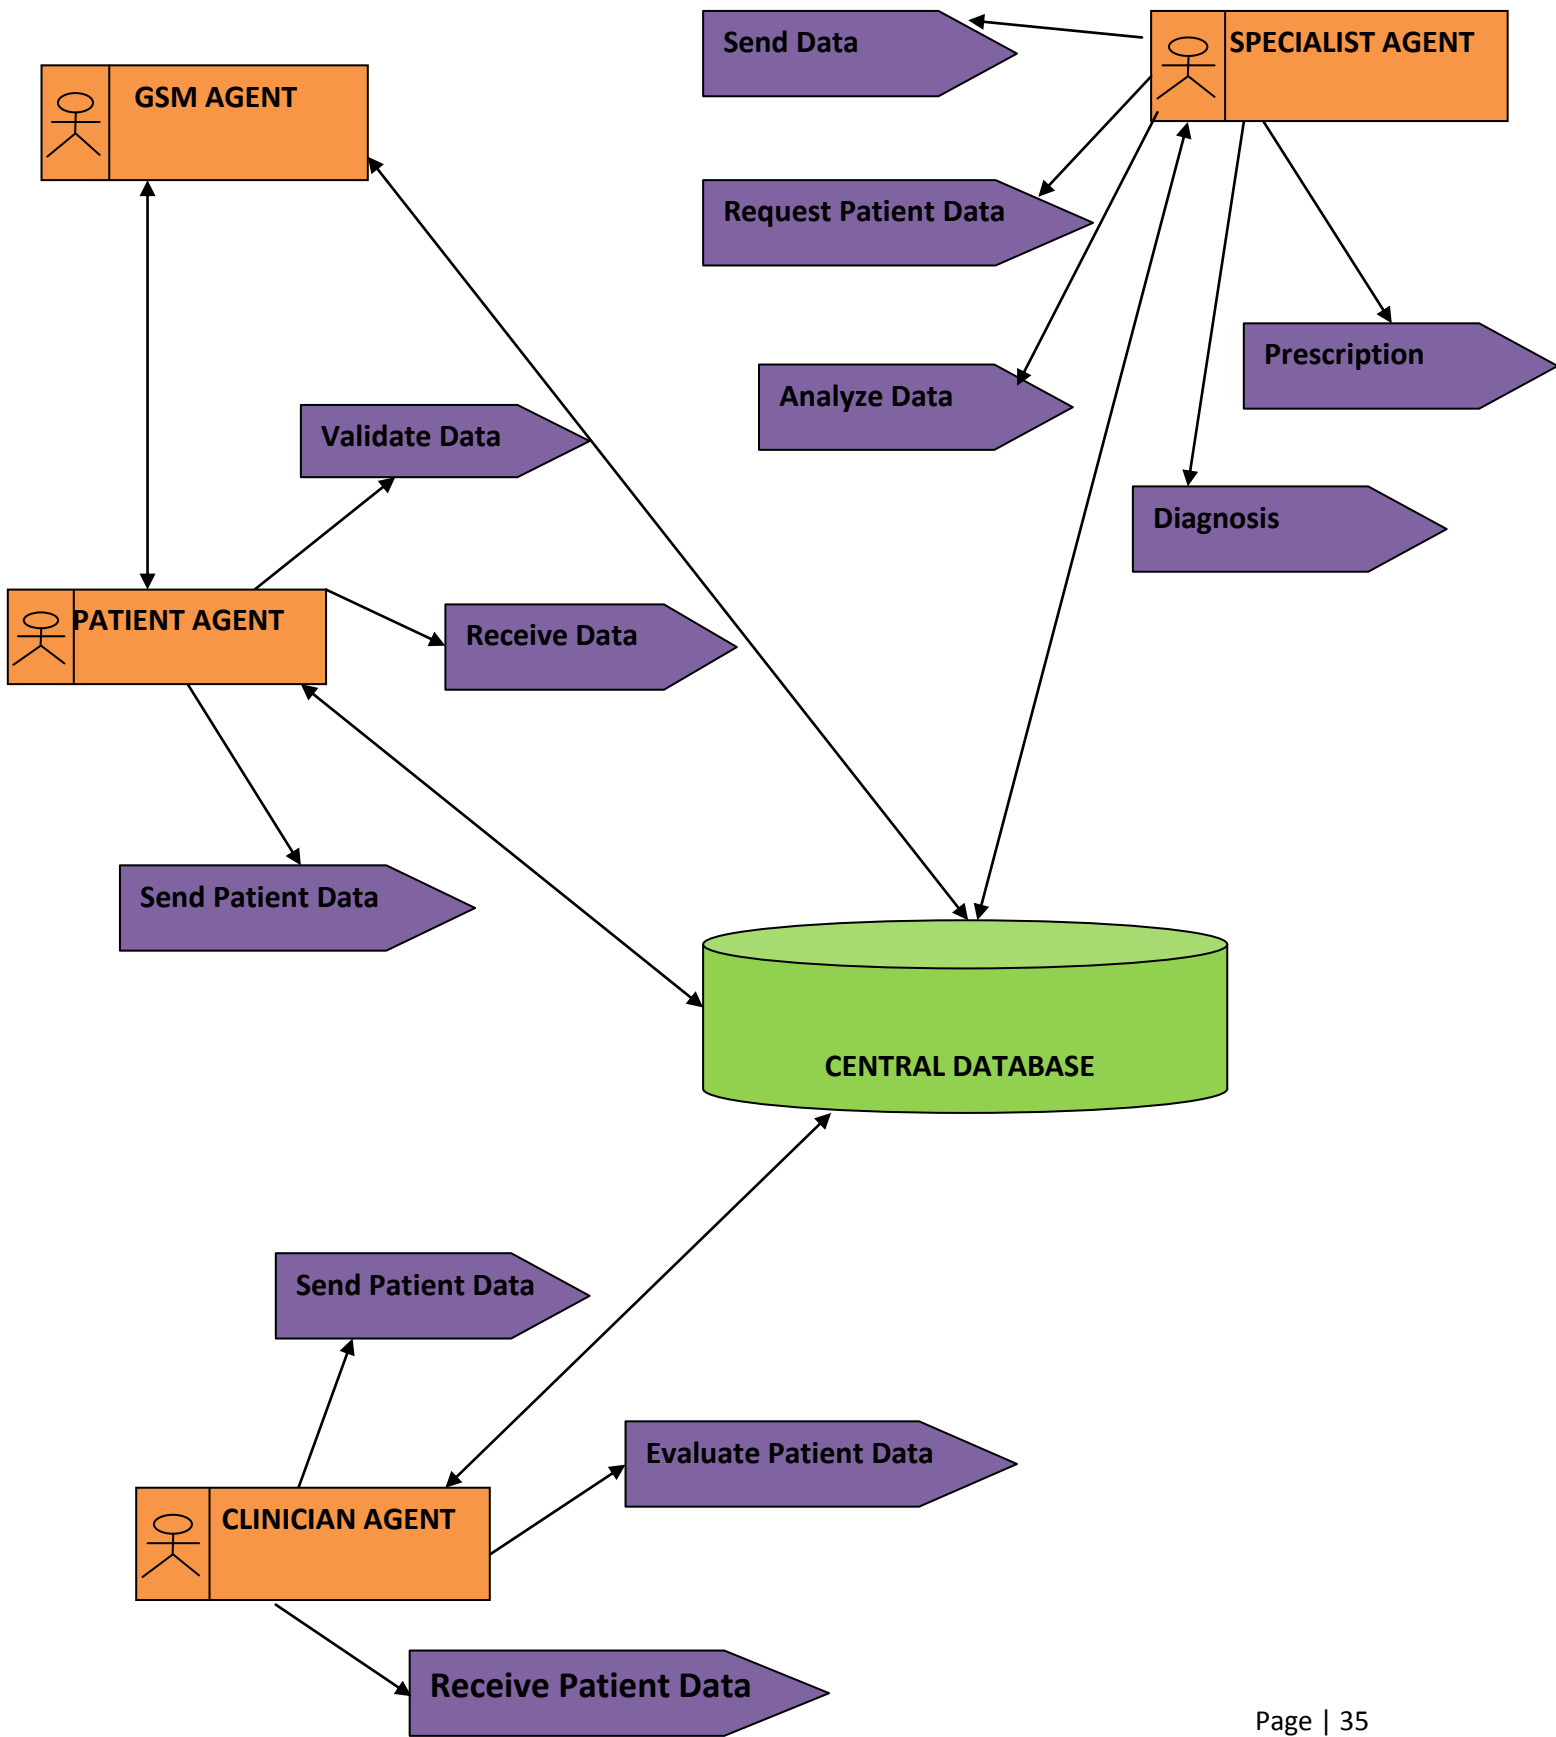 Send Data
SPECIALIST AGENT
GSM AGENT
Request Patient Data
Prescription
Analyze Data
Validate Data
Diagnosis
PATIENT AGENT
Receive Data
Send Patient Data
CENTRAL DATABASE
Send Patient Data
Evaluate Patient Data
CLINICIAN AGENT
Receive Patient Data
Page | 35